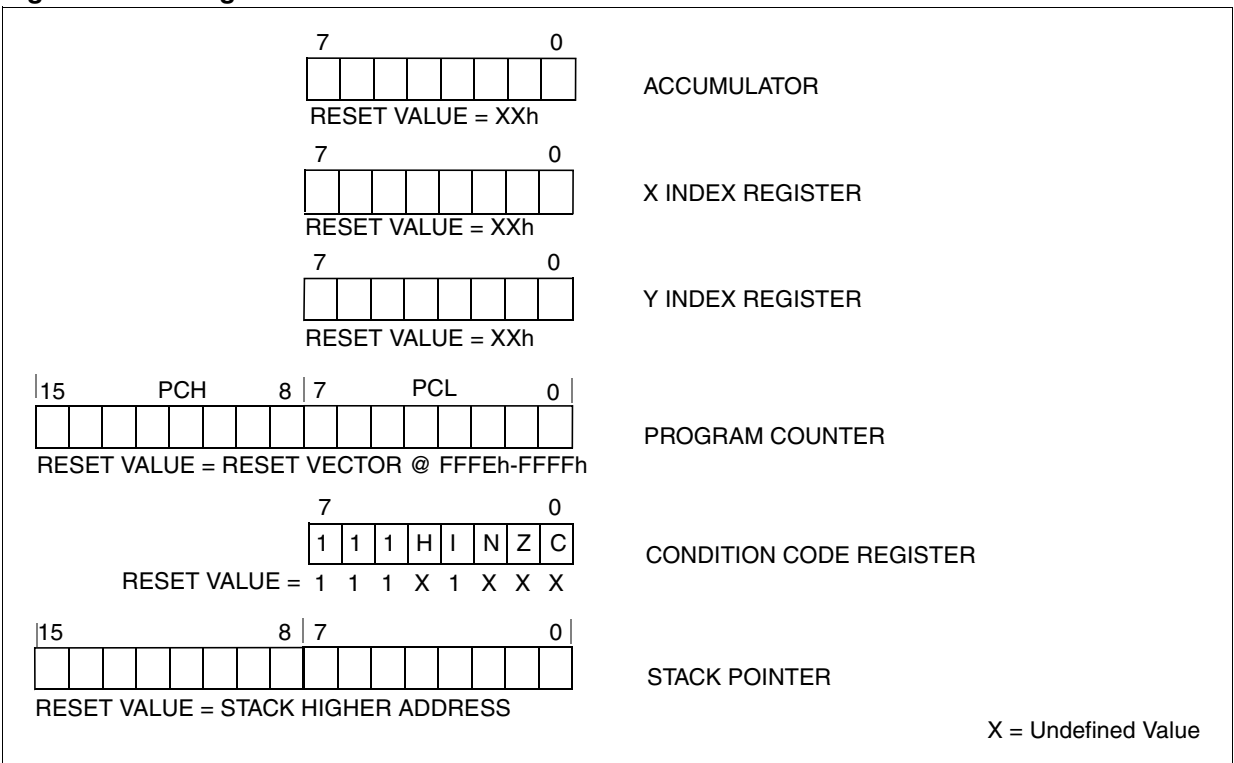 7 0
ACCUMULATOR
RESET VALUE = XXh
7 0
X INDEX REGISTER
RESET VALUE = XXh
7 0
Y INDEX REGISTER
RESET VALUE = XXh
15 PCH 8 7 PCL 0
PROGRAM COUNTER
RESET VALUE = RESET VECTOR @ FFFEh-FFFFh
7 0
1 1 1 H I N Z C
CONDITION CODE REGISTER
RESET VALUE = 1 1 1 X 1 X X X
15 8 7 0
STACK POINTER
RESET VALUE = STACK HIGHER ADDRESS
X = Undefined Value